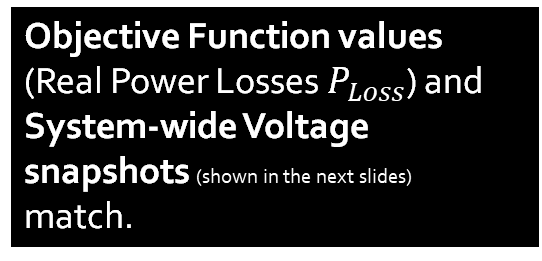 Objective Function values
(Real Power Losses P_Loss) and
System-wide Voltage
snapshots (shown in the next slides)
match.